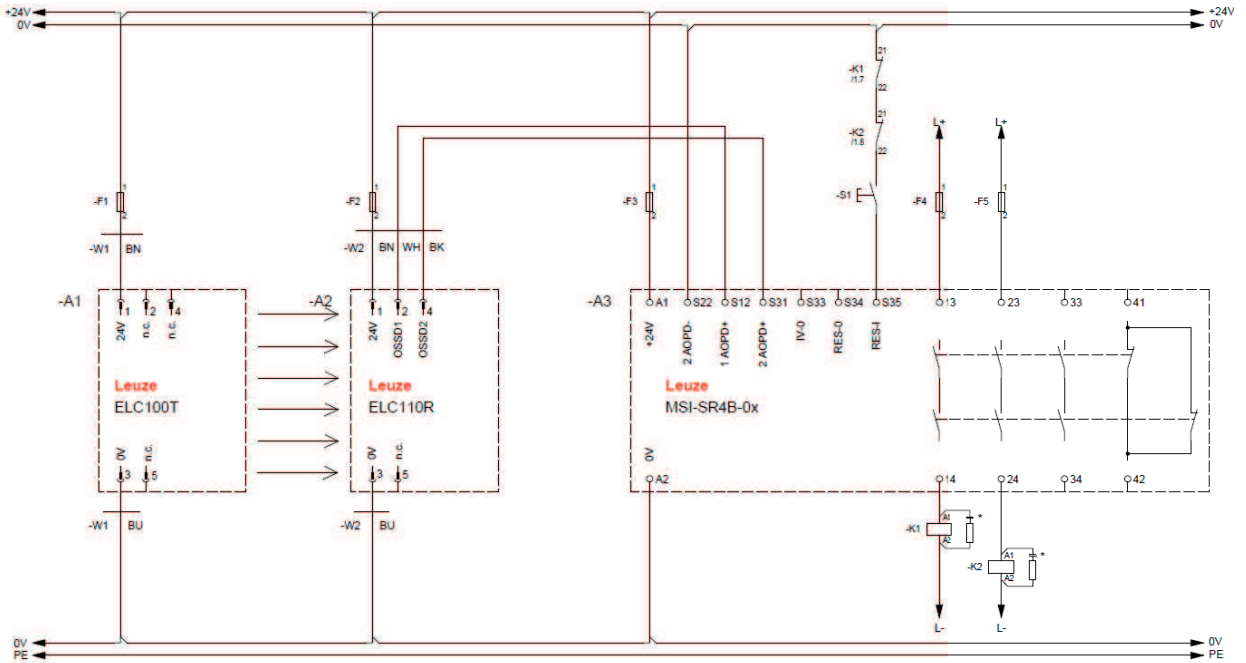 +24V +24V
0V 0V
21
-K1
/1.7
22
21
L+ L+
-K2
/1.8
22
1 1 1 1 1
-F1 -F2 -F3 -S1 -F4 -F5
2 2 2 2 2
-W1 BN -W2 BN WH BK
-A1 -A2 -A3
1 2 4 1 2 4 A1 S22 S12 S31 S33 S34 S35 13 23 33 41
24V n.c. n.c. 24V OSSD1 OSSD2 +24V 2 AOPD- 1 AOPD+ 2 AOPD+ IV-0 RES-0 RES-I
Leuze Leuze Leuze
ELC100T ELC110R MSI-SR4B-0x
0V n.c. 0V n.c. 0V
3 5 3 5 A2 14 24 34 42
-W1 BU -W2 BU
A1 *
-K1
A2
A1 *
-K2
A2
L- L-
0V 0V
PE PE